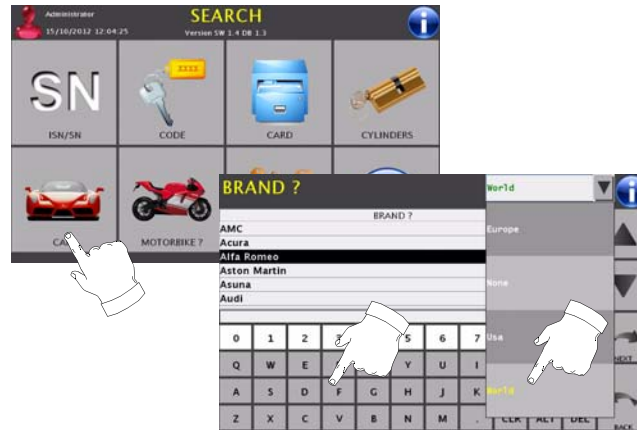 Administrator
SEARCH
15/10/2012 12:04:25
Version SW 1.4 DB 1.3
SN
XXXX
ISN/SN
CODE
CARD
CYLINDERS
MOTORBIKE ?
BRAND ?
World
BRAND ?
AMC
Acura
Alfa Romeo
Aston Martin
Asuna
Audi
Europe
None
Usa
World
0 1 2 5 6 7
Q W E Y U I
NEXT
A S D F G H J K
Z X C V B N M . CLR ALT DEL
BACK